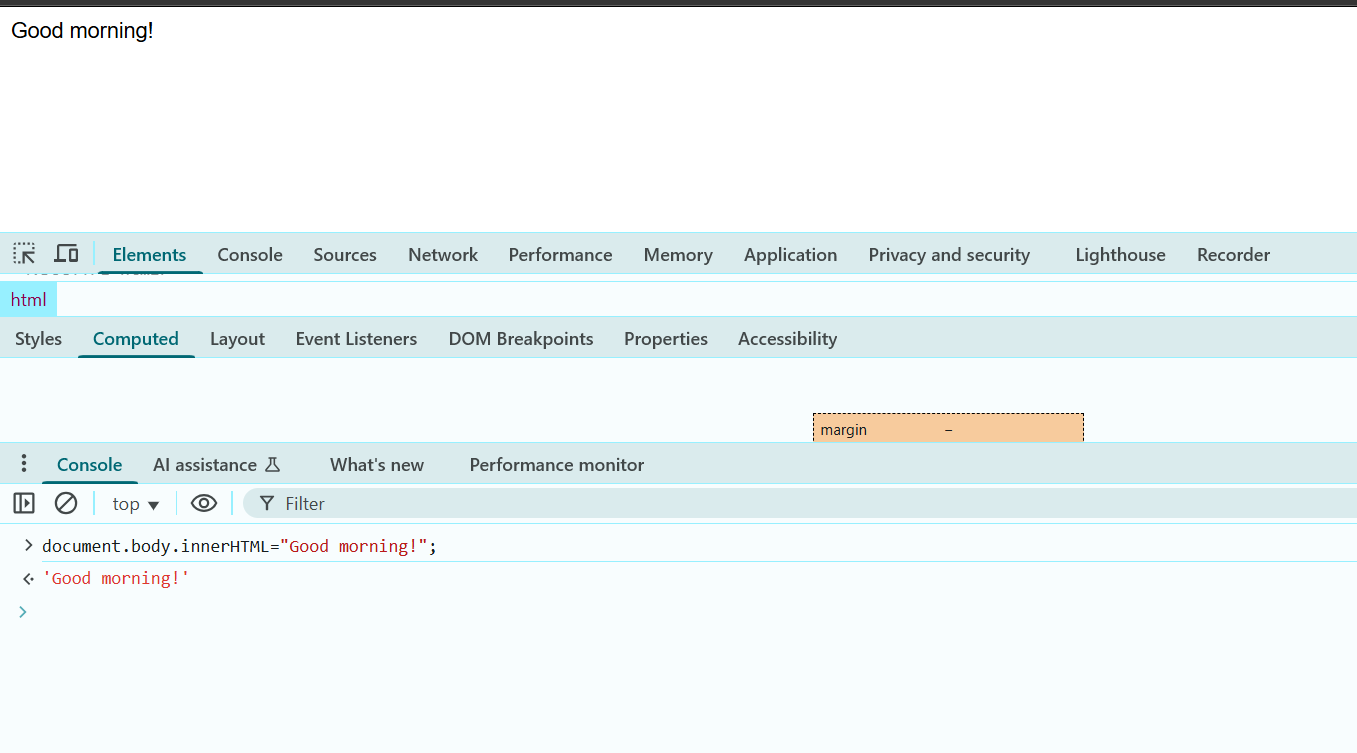 Good morning!
Elements Console Sources Network Performance Memory Application Privacy and security Lighthouse Recorder
html
Styles Computed Layout Event Listeners DOM Breakpoints Properties Accessibility
margin –
Console AI assistance What's new Performance monitor
top Filter
document.body.innerHTML="Good morning!";
'Good morning!'